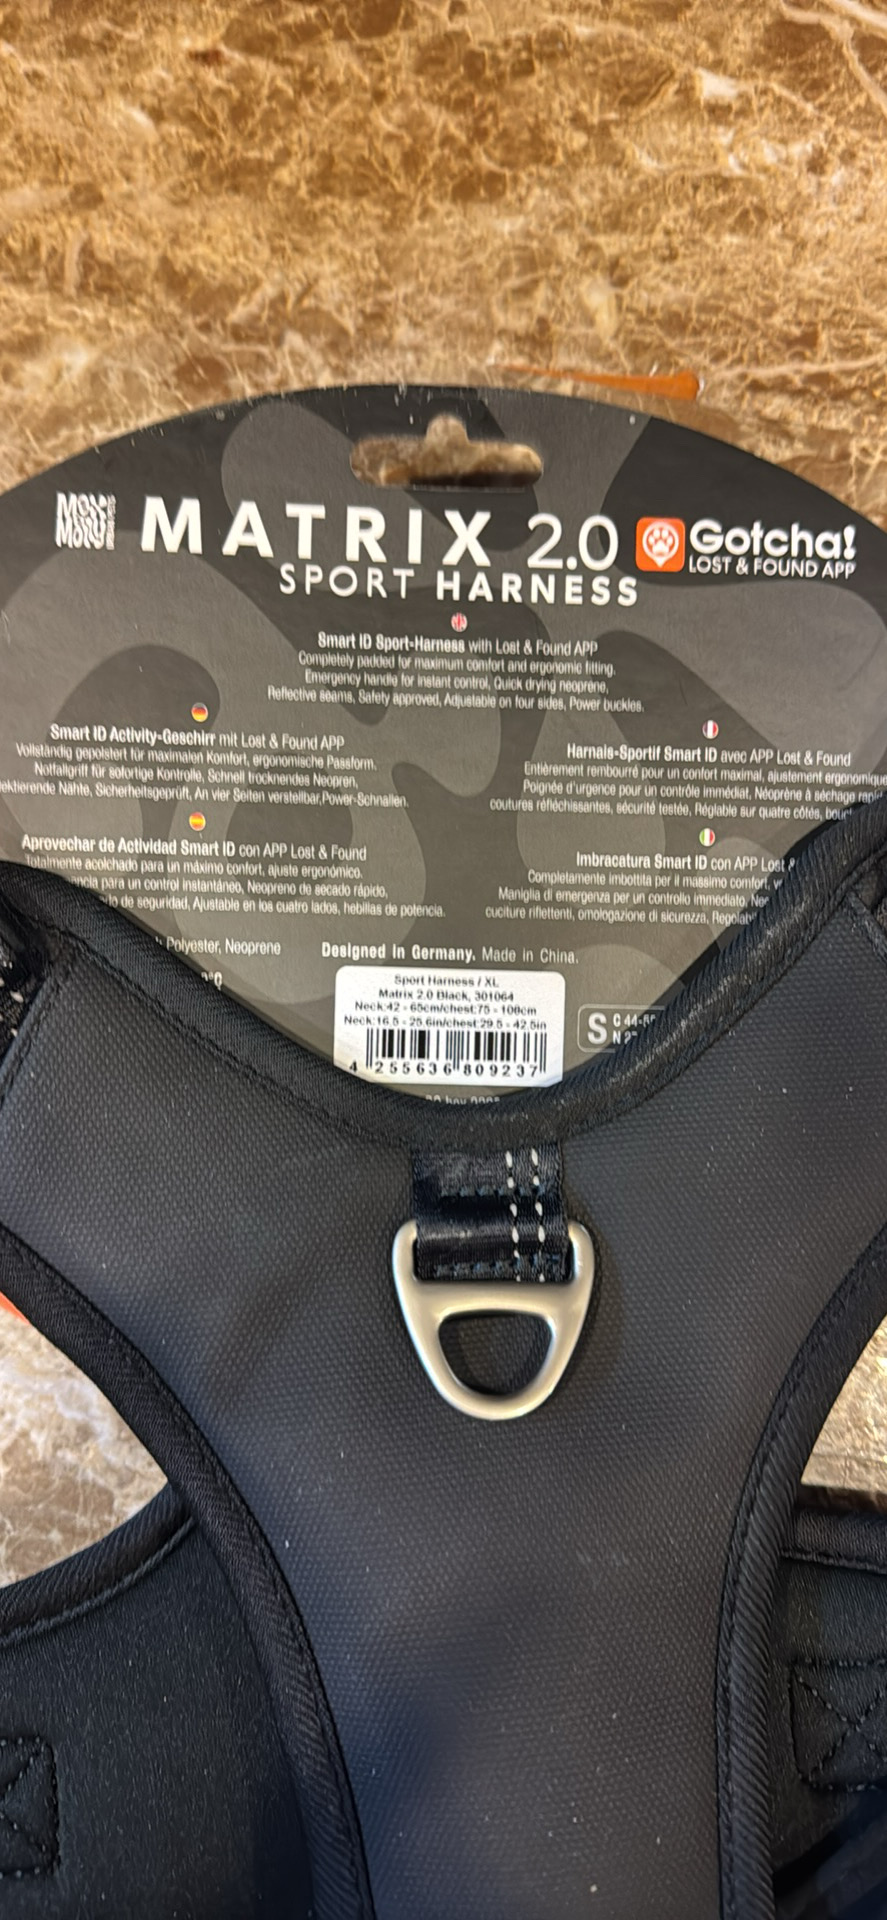 MATRIX 2.0
SPORT HARNESS
Gotcha!
LOST & FOUND APP
Smart ID Sport-Harness with Lost & Found APP
Completely padded for maximum comfort and ergonomic fitting.
Emergency handle for instant control, Quick drying neoprene,
Reflective seams, Safety approved, Adjustable on four sides, Power buckles.
Smart ID Activity-Geschirr mit Lost & Found APP
Vollständig gepolstert für maximalen Komfort, ergonomische Passform.
Notfallgriff für sofortige Kontrolle, Schnell trocknendes Neopren,
ektierende Nähte, Sicherheitsgeprüft, An vier Seiten verstellbar,Power-Schnallen.
Harnais-Sportif Smart ID avec APP Lost & Found
Entièrement rembourré pour un confort maximal, ajustement ergonomique
Poignée d'urgence pour un contrôle immédiat, Néoprène à séchage rapi
coutures réfléchissantes, sécurité testée, Réglable sur quatre côtés,
Aprovechar de Actividad Smart ID con APP Lost & Found
Totalmente acolchado para un máximo confort, ajuste ergonómico.
ncia para un control instantáneo, Neopreno de secado rápido,
do de seguridad, Ajustable en los cuatro lados, hebillas de potencia.
Imbracatura Smart ID con APP Lost &
Completamente imbottita per il massimo comfort,
Maniglia di emergenza per un controllo immediato,
cuciture riflettenti, omologazione di sicurezza,
Polyester, Neoprene
Designed in Germany. Made in China.
Sport Harness / XL
Matrix 2.0 Black, 301064
Neck:42 - 65cm/chest:75 - 108cm
Neck:16.5 - 25.6in/chest:29.5 - 42.5in
4 255636 809237
S C 44-
N 2